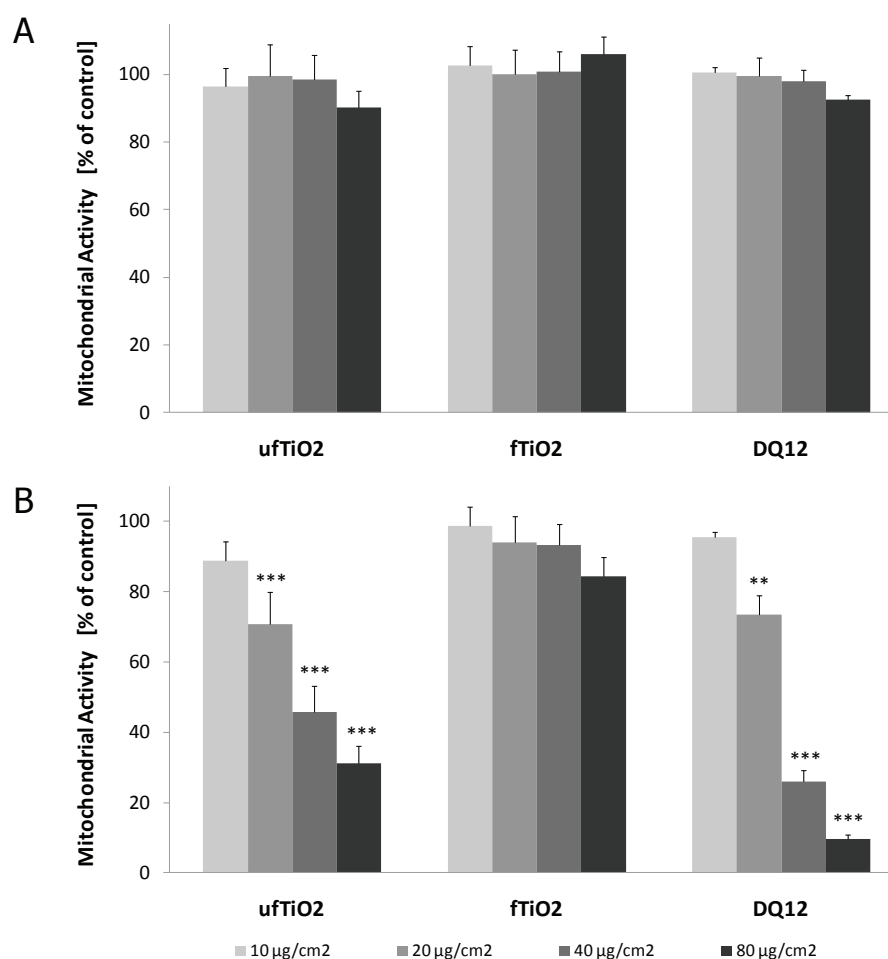 A
Mitochondrial Activity [% of control]
100
80
60
40
20
0
ufTiO2 fTiO2 DQ12
B
Mitochondrial Activity [% of control]
100
80
60
40
20
0
***
***
***
**
***
***
ufTiO2 fTiO2 DQ12
10 µg/cm2 20 µg/cm2 40 µg/cm2 80 µg/cm2